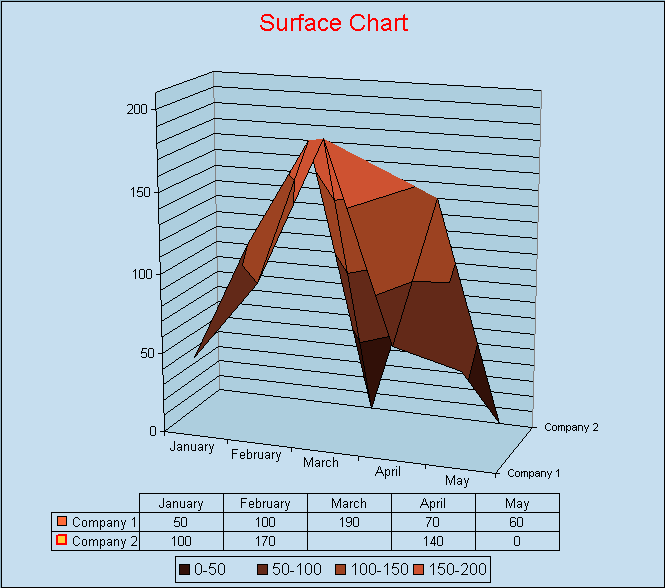 Surface Chart
200
150
100
50
0
January
February
March
April
May
Company 2
Company 1
January February March April May
Company 1 50 100 190 70 60
Company 2 100 170 140 0
0-50 50-100 100-150 150-200